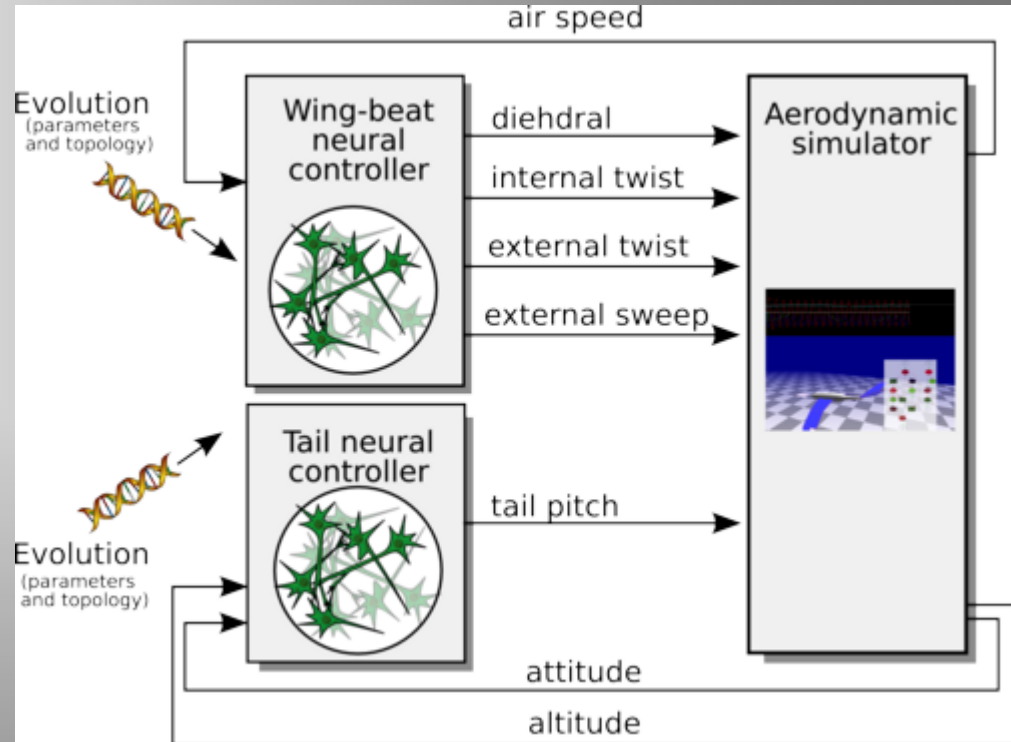 air speed
Evolution
(parameters
and topology)
Wing-beat
neural
controller
diehdral
internal twist
external twist
external sweep
Aerodynamic
simulator
Tail neural
controller
tail pitch
Evolution
(parameters
and topology)
attitude
altitude